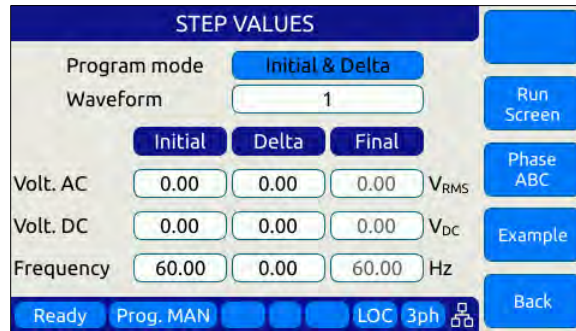 STEP VALUES
Program mode Initial & Delta
Waveform 1
Initial Delta Final
Volt. AC 0.00 0.00 0.00 VRMS
Volt. DC 0.00 0.00 0.00 VDC
Frequency 60.00 0.00 60.00 Hz
Ready Prog. MAN LOC 3ph
Run
Screen
Phase
ABC
Example
Back